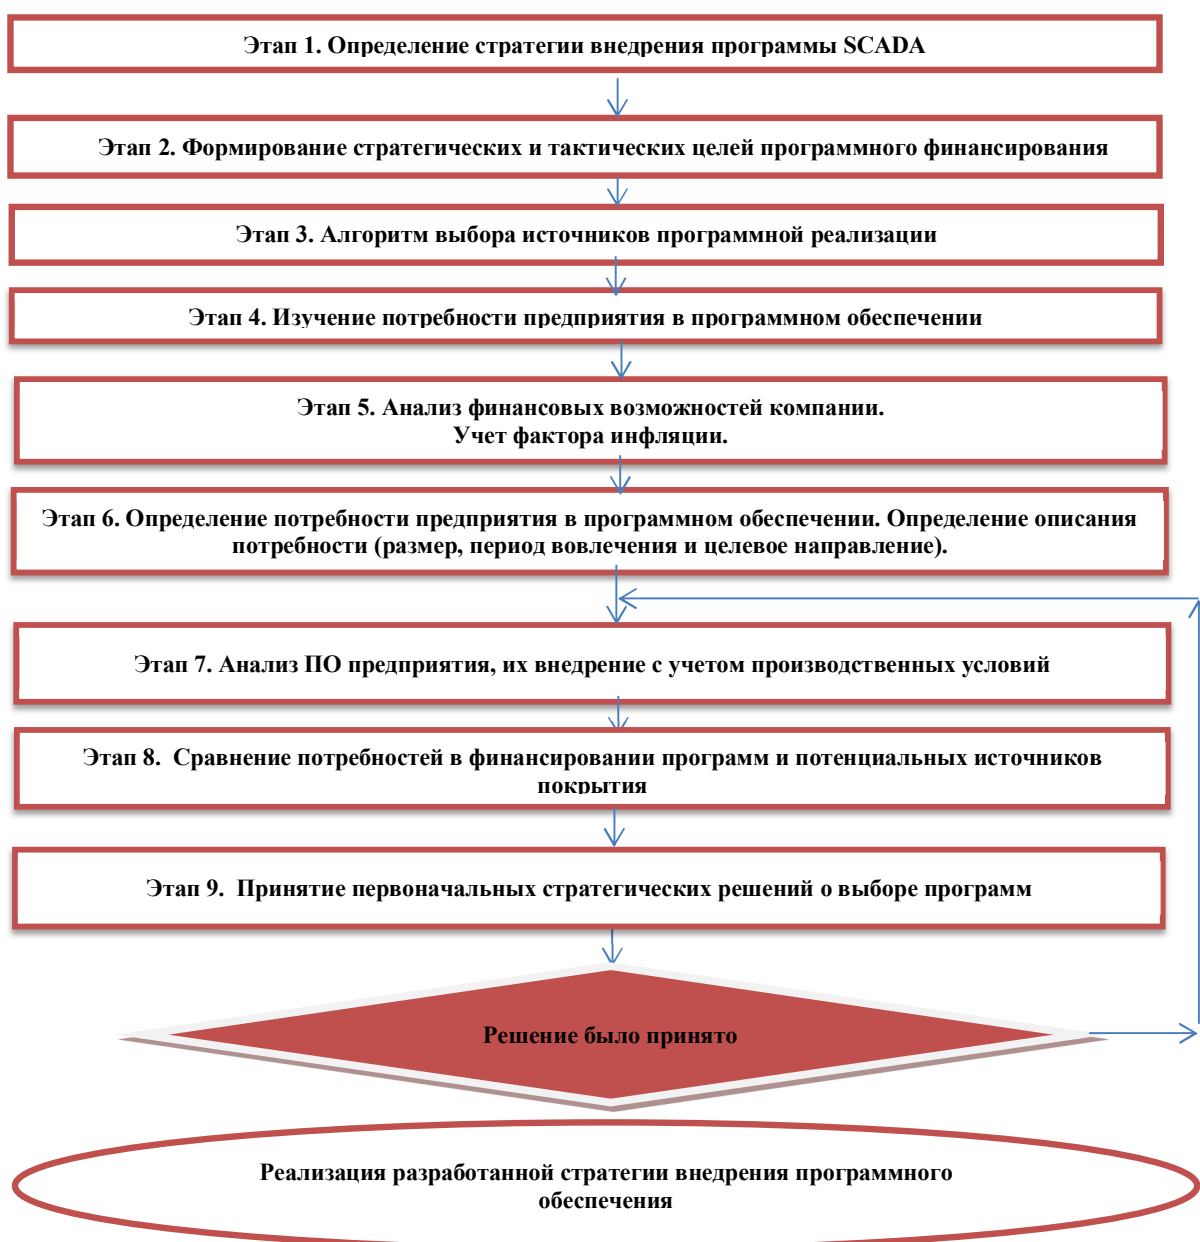 Этап 1. Определение стратегии внедрения программы SCADA
Этап 2. Формирование стратегических и тактических целей программного финансирования
Этап 3. Алгоритм выбора источников программной реализации
Этап 4. Изучение потребности предприятия в программном обеспечении
Этап 5. Анализ финансовых возможностей компании.
Учет фактора инфляции.
Этап 6. Определение потребности предприятия в программном обеспечении. Определение описания
потребности (размер, период вовлечения и целевое направление).
Этап 7. Анализ ПО предприятия, их внедрение с учетом производственных условий
Этап 8.  Сравнение потребностей в финансировании программ и потенциальных источников
покрытия
Этап 9.  Принятие первоначальных стратегических решений о выборе программ
Решение было принято
Реализация разработанной стратегии внедрения программного
обеспечения